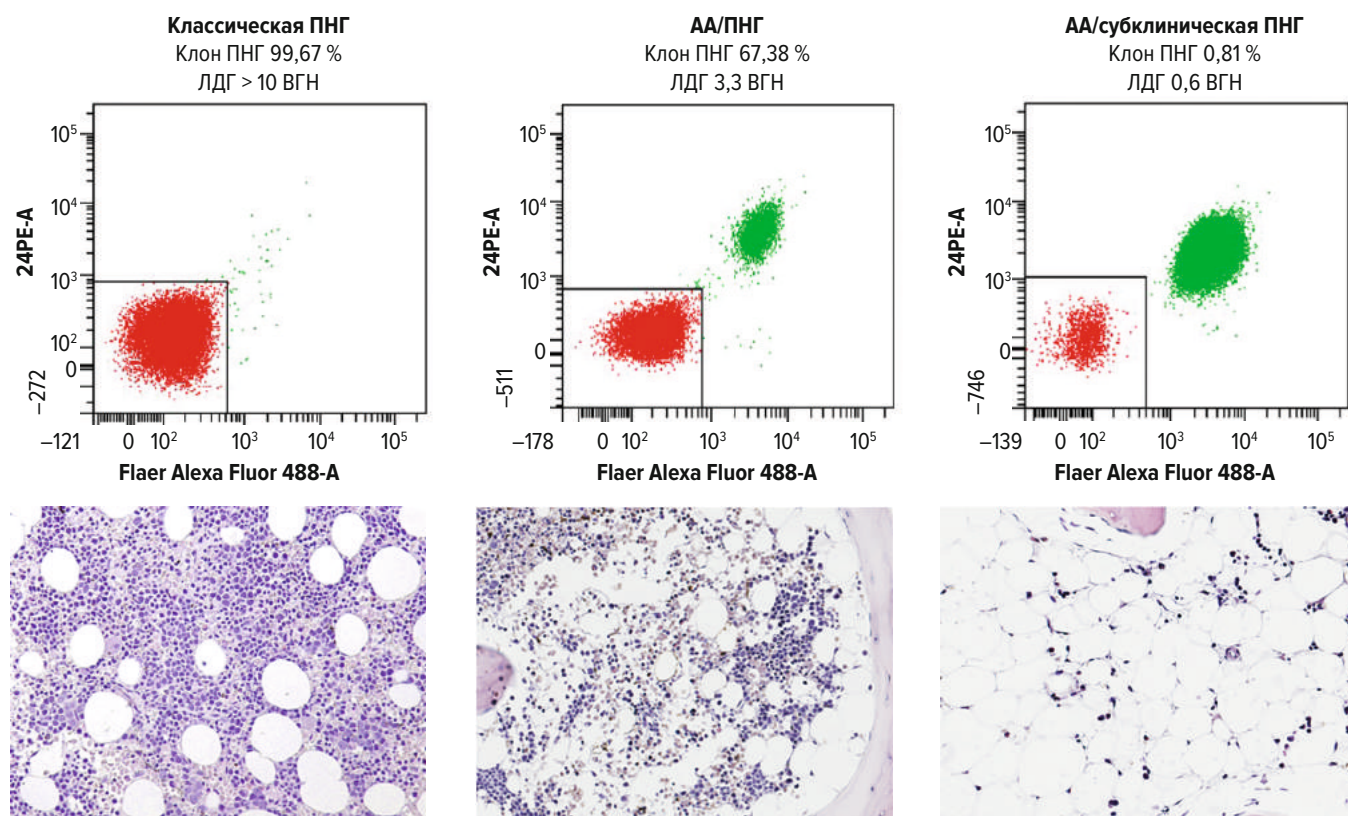 Классическая ПНГ
Клон ПНГ 99,67 %
ЛДГ > 10 ВГН
АА/ПНГ
Клон ПНГ 67,38 %
ЛДГ 3,3 ВГН
АА/субклиническая ПНГ
Клон ПНГ 0,81 %
ЛДГ 0,6 ВГН
24PE-A
10⁵
10⁴
10³
10²
0
–272
–121 0 10² 10³ 10⁴ 10⁵
Flaer Alexa Fluor 488-A
24PE-A
10⁵
10⁴
10³
0
–511
–178 0 10² 10³ 10⁴ 10⁵
Flaer Alexa Fluor 488-A
24PE-A
10⁵
10⁴
10³
0
–746
–139 0 10² 10³ 10⁴ 10⁵
Flaer Alexa Fluor 488-A